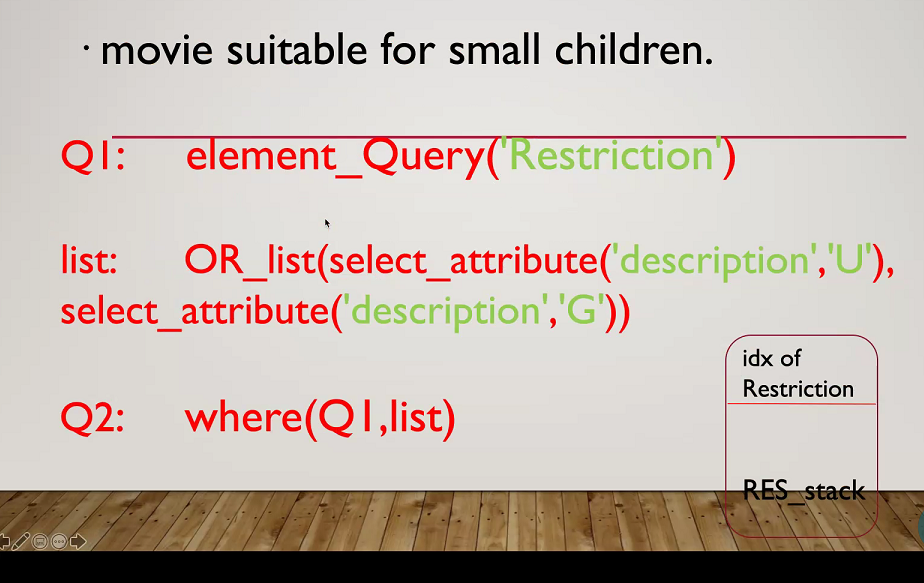 · movie suitable for small children.
Q1: element_Query('Restriction')
list: OR_list(select_attribute('description','U'),
select_attribute('description','G'))
idx of
Restriction
Q2: where(Q1,list)
RES_stack